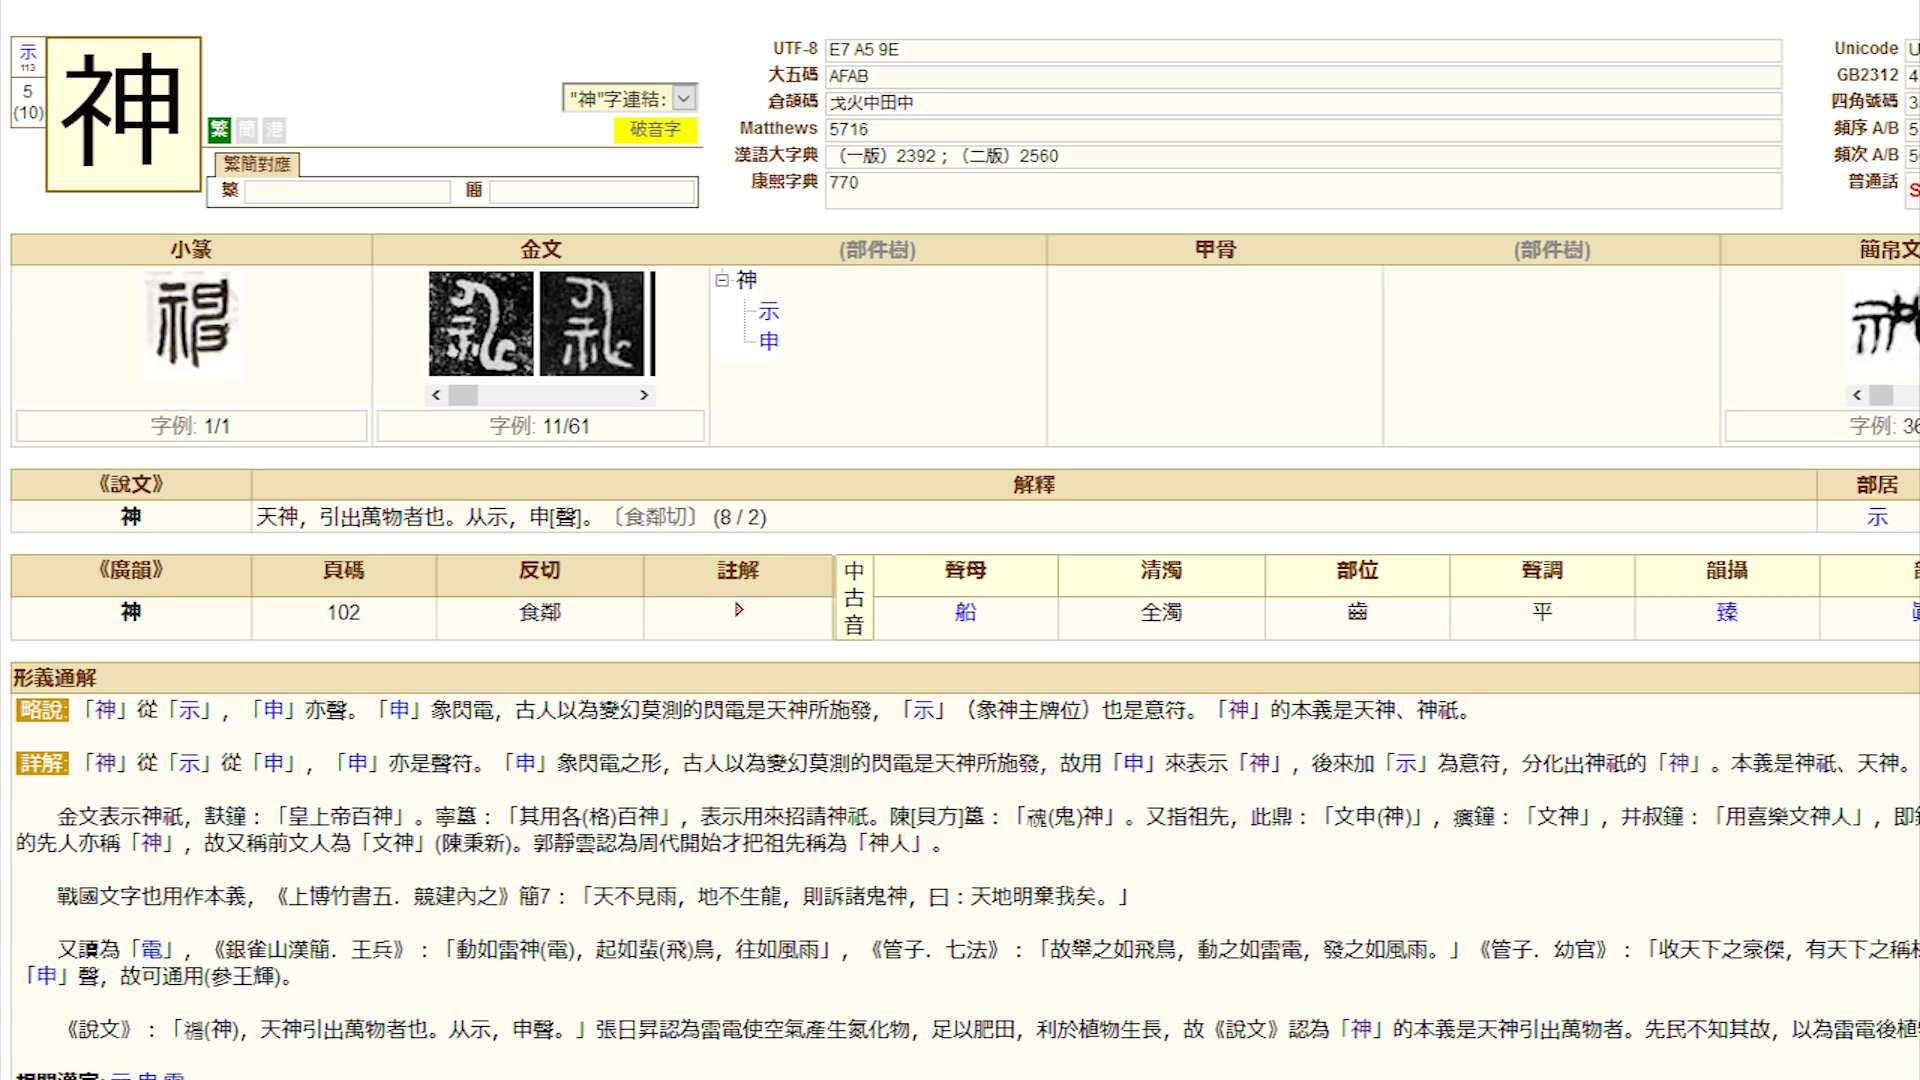 示
113
5
(10)
神
繁 簡 港
"神"字連結:
破音字
繁簡對應
繁 簡
UTF-8 E7 A5 9E
大五碼 AFAB
倉頡碼 戈火中田中
Matthews 5716
漢語大字典 （一版）2392；（二版）2560
康熙字典 770
Unicode U
GB2312 4
四角號碼 3
頻序 A/B 5
頻次 A/B 5
普通話 S
小篆 金文 (部件樹) 甲骨 (部件樹) 簡帛文
神
示
申
字例: 1/1 字例: 11/61 字例: 36
《說文》 解釋 部居
神 天神，引出萬物者也。从示，申[聲]。〔食鄰切〕 (8 / 2) 示
《廣韻》 頁碼 反切 註解 中古音 聲母 清濁 部位 聲調 韻攝
神 102 食鄰 船 全濁 齒 平 臻
形義通解
略說: 「神」從「示」，「申」亦聲。「申」象閃電，古人以為變幻莫測的閃電是天神所施發，「示」（象神主牌位）也是意符。「神」的本義是天神、神祇。
詳解: 「神」從「示」從「申」，「申」亦是聲符。「申」象閃電之形，古人以為變幻莫測的閃電是天神所施發，故用「申」來表示「神」，後來加「示」為意符，分化出神祇的「神」。本義是神祇、天神。
金文表示神祇，㝬鐘：「皇上帝百神」。寧簋：「其用各(格)百神」，表示用來招請神祇。陳[貝方]簋：「䰠(鬼)神」。又指祖先，此鼎：「文申(神)」，𤼈鐘：「文神」，井叔鐘：「用喜樂文神人」，即
的先人亦稱「神」，故又稱前文人為「文神」(陳秉新)。郭靜雲認為周代開始才把祖先稱為「神人」。
戰國文字也用作本義，《上博竹書五．競建內之》簡7：「天不見雨，地不生龍，則訴諸鬼神，曰：天地明棄我矣。」
又讀為「電」，《銀雀山漢簡．王兵》：「動如雷神(電)，起如蜚(飛)鳥，往如風雨」，《管子．七法》：「故舉之如飛鳥，動之如雷電，發之如風雨。」《管子．幼官》：「收天下之豪傑，有天下之稱材
「申」聲，故可通用(參王輝)。
《說文》：「(神)，天神引出萬物者也。从示，申聲。」張日昇認為雷電使空氣產生氮化物，足以肥田，利於植物生長，故《說文》認為「神」的本義是天神引出萬物者。先民不知其故，以為雷電後植
相關漢字: 示,申,電